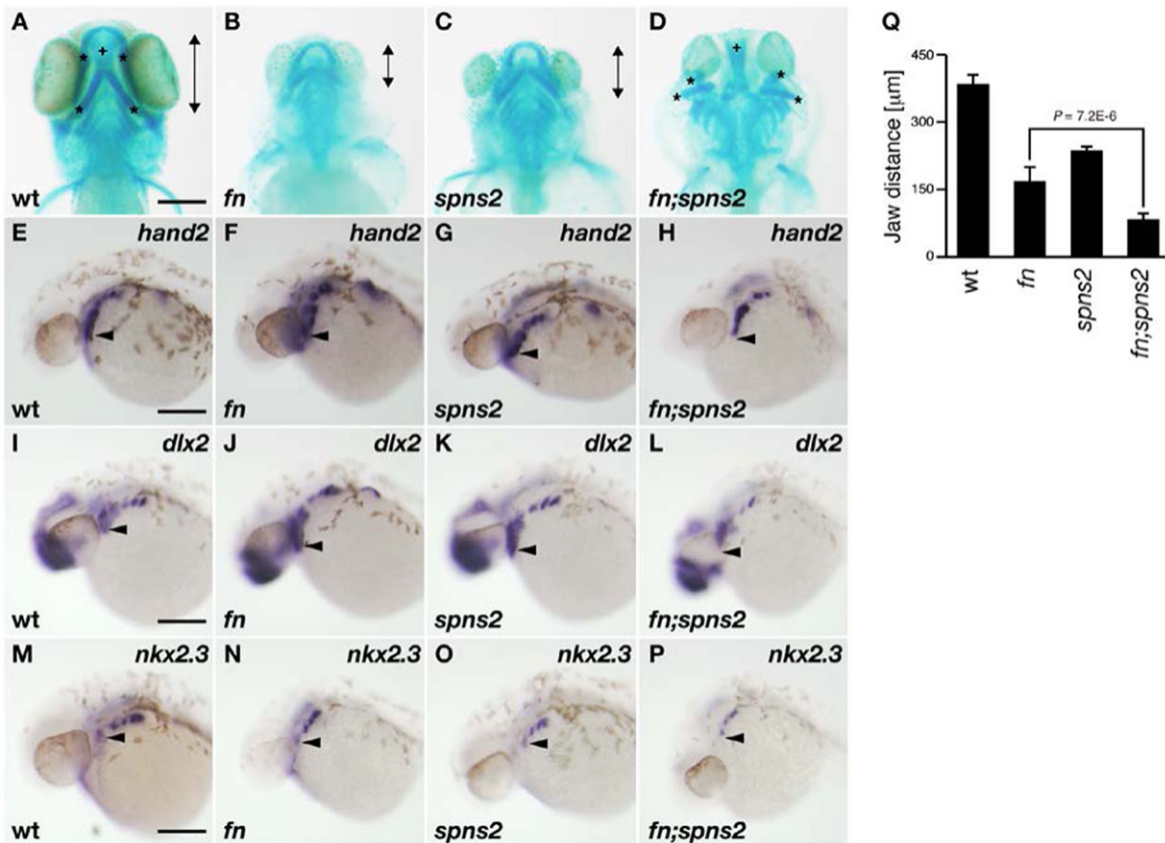 A
wt
B
fn
C
spns2
D
fn;spns2
E
hand2
wt
F
hand2
fn
G
hand2
spns2
H
hand2
fn;spns2
I
dlx2
wt
J
dlx2
fn
K
dlx2
spns2
L
dlx2
fn;spns2
M
nkx2.3
wt
N
nkx2.3
fn
O
nkx2.3
spns2
P
nkx2.3
fn;spns2
Q
Jaw distance [µm]
450
300
150
0
P = 7.2E-6
wt
fn
spns2
fn;spns2